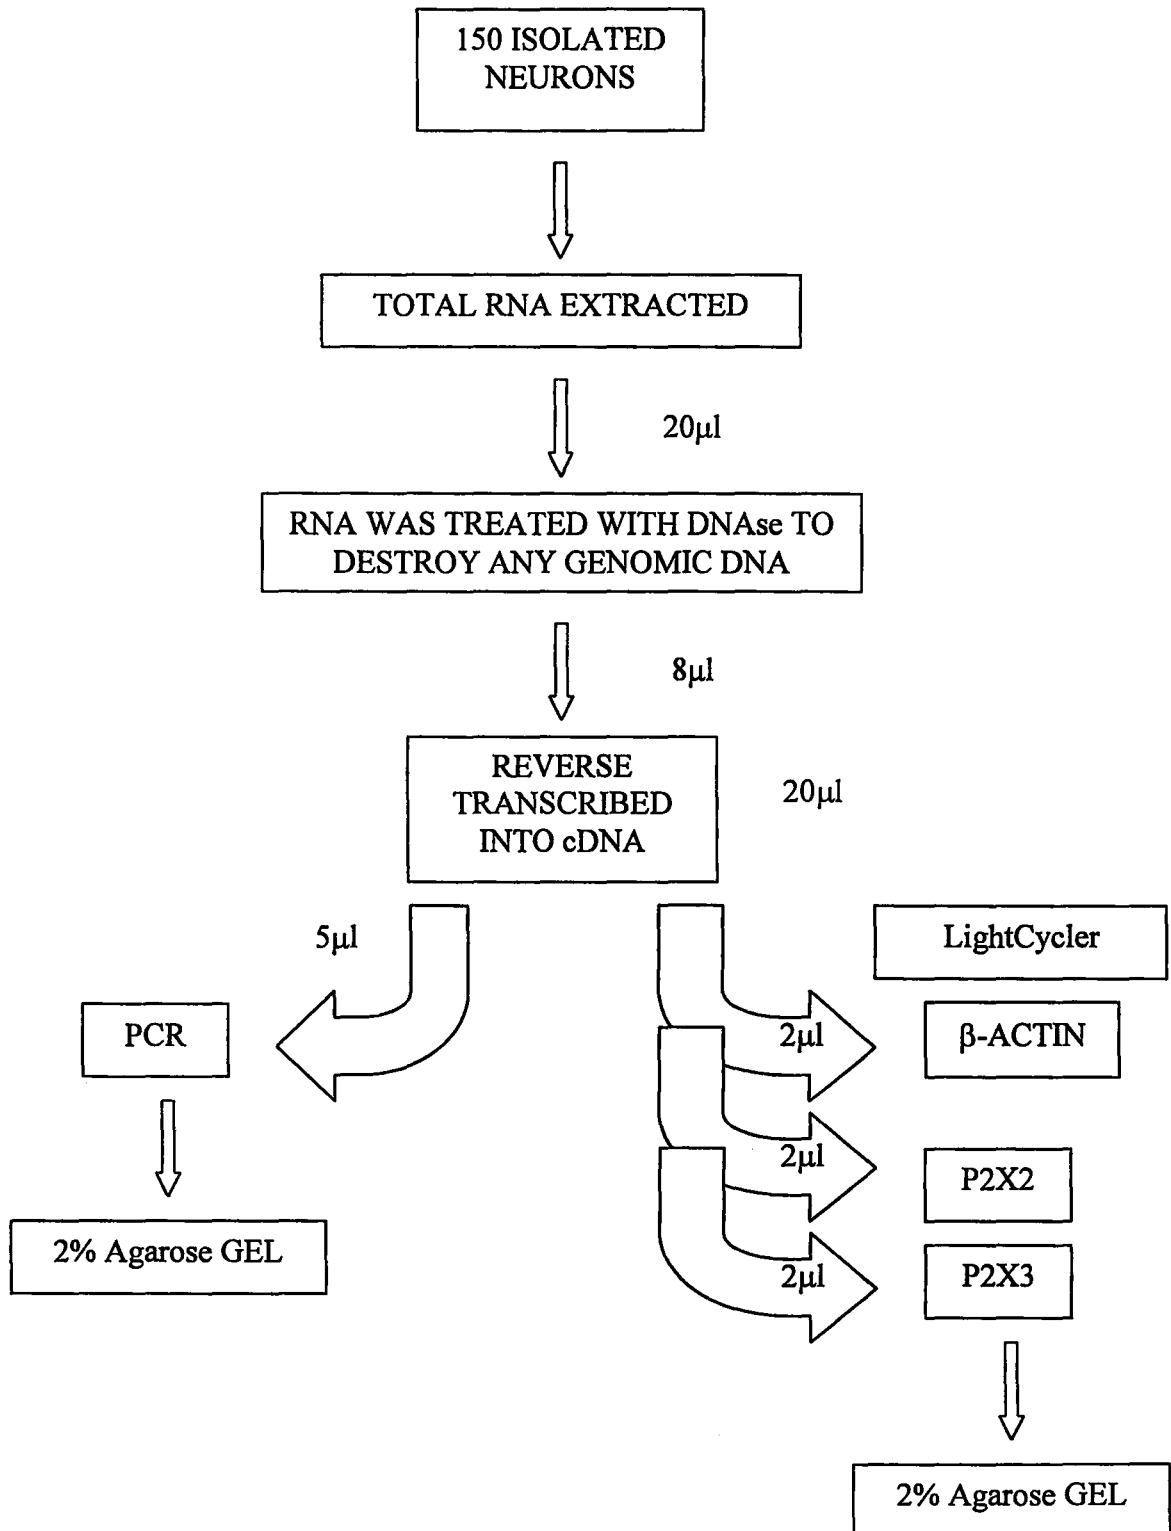 150 ISOLATED
NEURONS
TOTAL RNA EXTRACTED
20µl
RNA WAS TREATED WITH DNAse TO
DESTROY ANY GENOMIC DNA
8µl
REVERSE
TRANSCRIBED
INTO cDNA
20µl
5µl
LightCycler
PCR
2µl
β-ACTIN
2µl
P2X2
2% Agarose GEL
2µl
P2X3
2% Agarose GEL